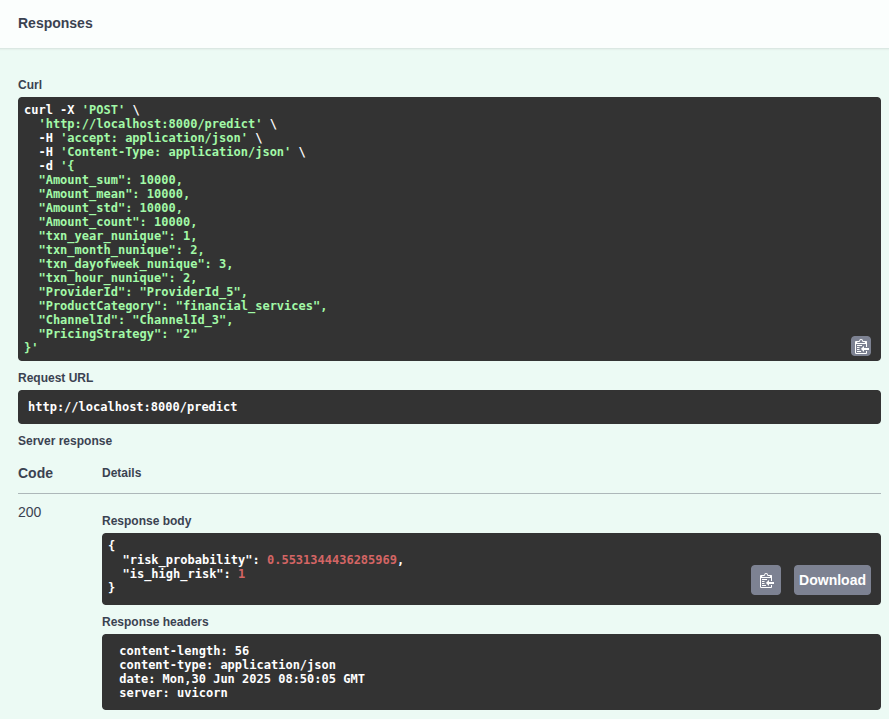 Responses
Curl
curl -X 'POST' \
  'http://localhost:8000/predict' \
  -H 'accept: application/json' \
  -H 'Content-Type: application/json' \
  -d '{
  "Amount_sum": 10000,
  "Amount_mean": 10000,
  "Amount_std": 10000,
  "Amount_count": 10000,
  "txn_year_nunique": 1,
  "txn_month_nunique": 2,
  "txn_dayofweek_nunique": 3,
  "txn_hour_nunique": 2,
  "ProviderId": "ProviderId_5",
  "ProductCategory": "financial_services",
  "ChannelId": "ChannelId_3",
  "PricingStrategy": "2"
}'
Request URL
http://localhost:8000/predict
Server response
Code Details
200
Response body
{
  "risk_probability": 0.5531344436285969,
  "is_high_risk": 1
}
Download
Response headers
content-length: 56
content-type: application/json
date: Mon,30 Jun 2025 08:50:05 GMT
server: uvicorn